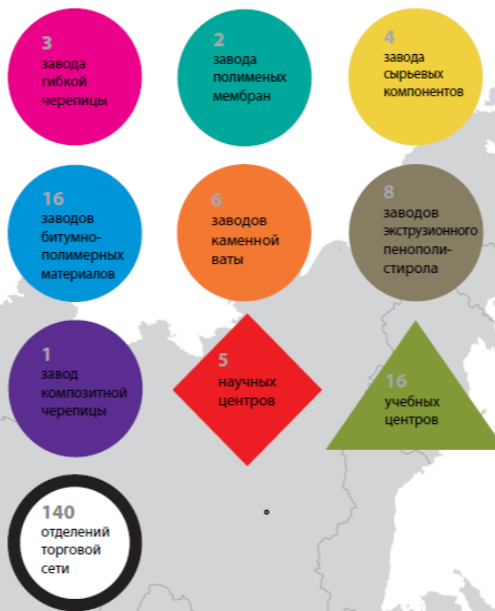 3
завода
гибкой
черепицы
2
завода
полименых
мембран
4
завода
сырьевых
компонентов
16
заводов
битумно-
полимерных
материалов
6
заводов
каменной
ваты
8
заводов
экструзионного
пенополи-
стирола
1
завод
композитной
черепицы
5
научных
центров
16
учебных
центров
140
отделений
торговой
сети